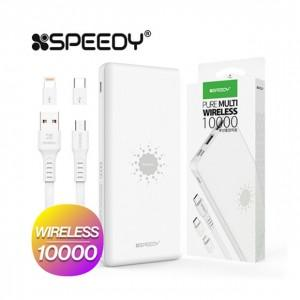 SPEEDY®
WIRELESS
10000
SPEEDY
PURE MULTI
WIRELESS
10000